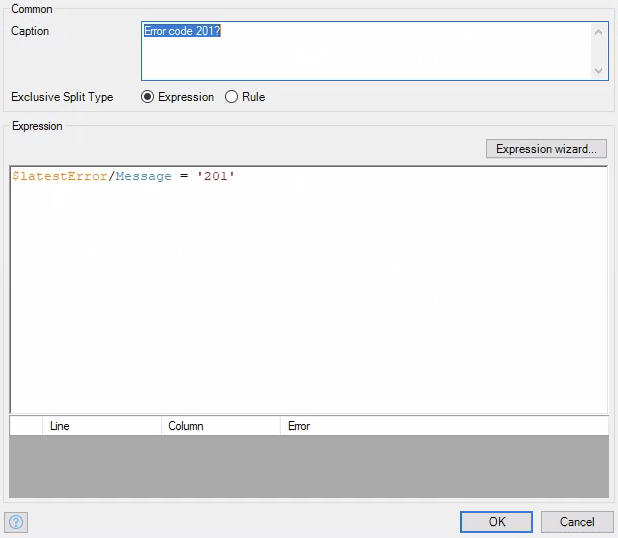 Common
Caption
Error code 201?
Exclusive Split Type
Expression
Rule
Expression
Expression wizard...
$latestError/Message = '201'
Line
Column
Error
?
OK
Cancel